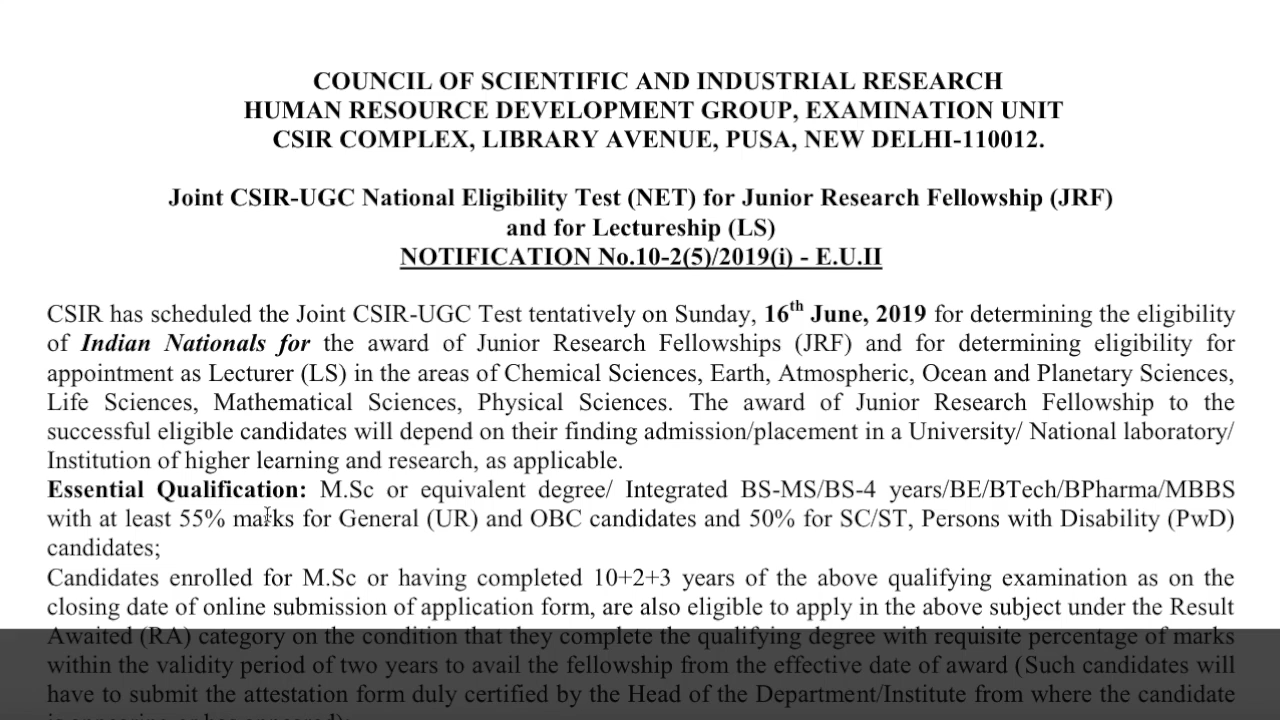 COUNCIL OF SCIENTIFIC AND INDUSTRIAL RESEARCH
HUMAN RESOURCE DEVELOPMENT GROUP, EXAMINATION UNIT
CSIR COMPLEX, LIBRARY AVENUE, PUSA, NEW DELHI-110012.
Joint CSIR-UGC National Eligibility Test (NET) for Junior Research Fellowship (JRF)
and for Lectureship (LS)
NOTIFICATION No.10-2(5)/2019(i) - E.U.II
CSIR has scheduled the Joint CSIR-UGC Test tentatively on Sunday, 16th June, 2019 for determining the eligibility
of Indian Nationals for the award of Junior Research Fellowships (JRF) and for determining eligibility for
appointment as Lecturer (LS) in the areas of Chemical Sciences, Earth, Atmospheric, Ocean and Planetary Sciences,
Life Sciences, Mathematical Sciences, Physical Sciences. The award of Junior Research Fellowship to the
successful eligible candidates will depend on their finding admission/placement in a University/ National laboratory/
Institution of higher learning and research, as applicable.
Essential Qualification: M.Sc or equivalent degree/ Integrated BS-MS/BS-4 years/BE/BTech/BPharma/MBBS
with at least 55% marks for General (UR) and OBC candidates and 50% for SC/ST, Persons with Disability (PwD)
candidates;
Candidates enrolled for M.Sc or having completed 10+2+3 years of the above qualifying examination as on the
closing date of online submission of application form, are also eligible to apply in the above subject under the Result
Awaited (RA) category on the condition that they complete the qualifying degree with requisite percentage of marks
within the validity period of two years to avail the fellowship from the effective date of award (Such candidates will
have to submit the attestation form duly certified by the Head of the Department/Institute from where the candidate